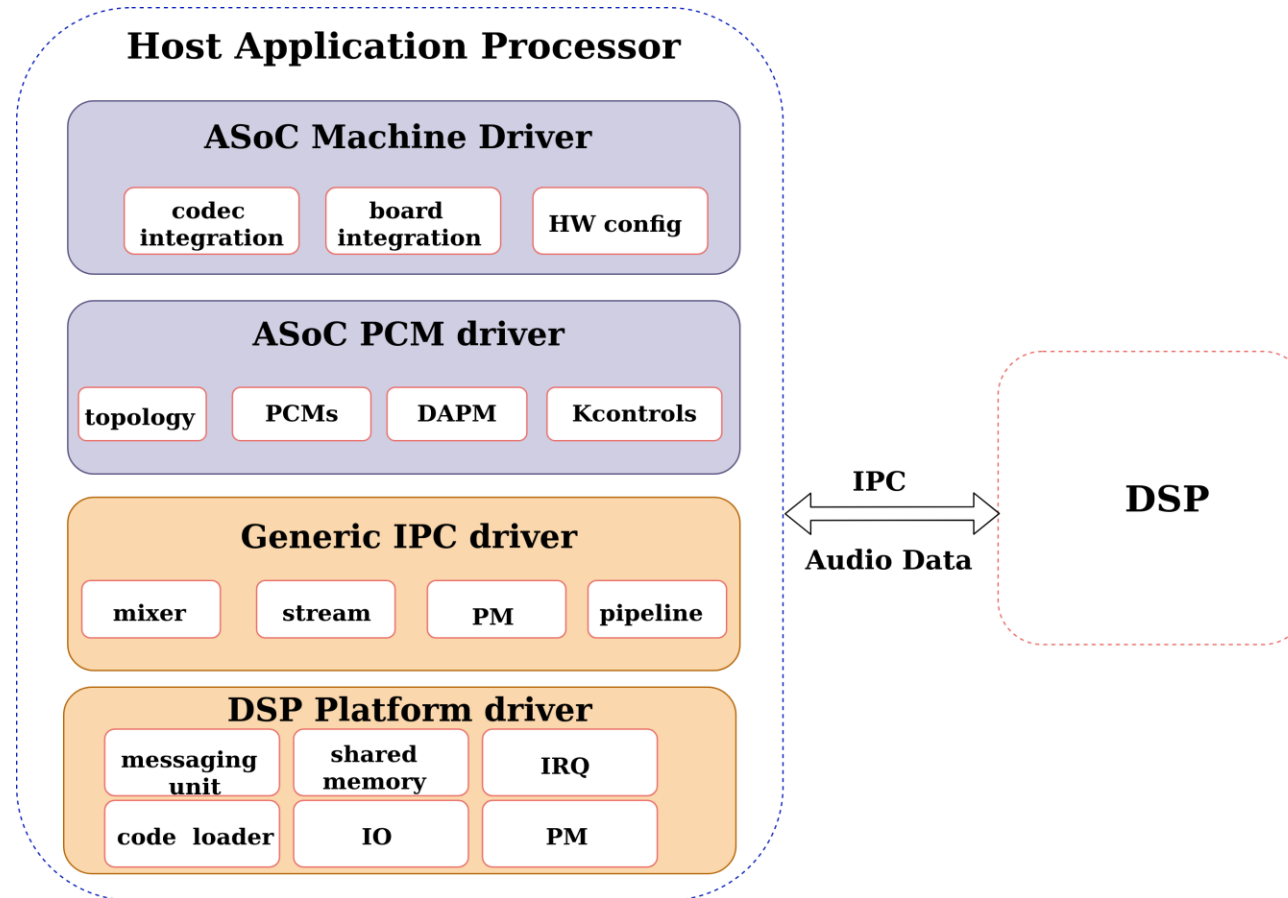 Host Application Processor
ASoC Machine Driver
codec
integration
board
integration
HW config
ASoC PCM driver
topology
PCMs
DAPM
Kcontrols
Generic IPC driver
mixer
stream
PM
pipeline
DSP Platform driver
messaging
unit
shared
memory
IRQ
code loader
IO
PM
IPC
Audio Data
DSP